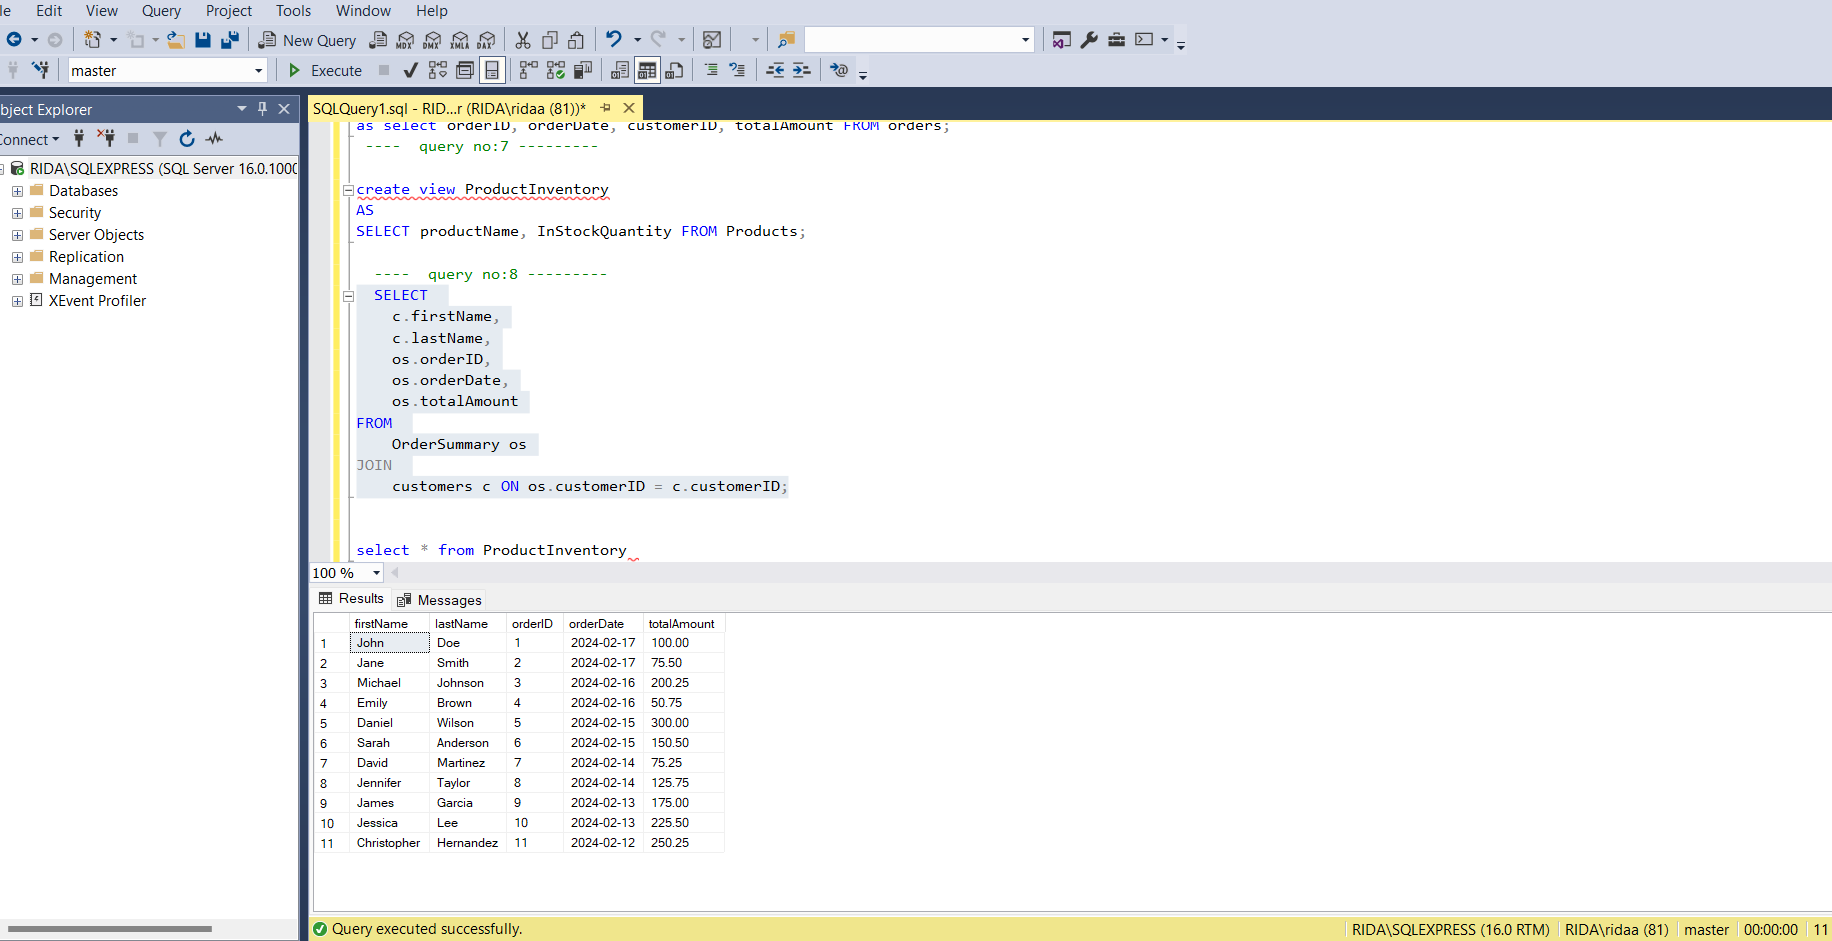 le Edit View Query Project Tools Window Help
New Query MDX DMX XMLA DAX
master Execute
bject Explorer
SQLQuery1.sql - RID...r (RIDA\ridaa (81))*
onnect
RIDA\SQLEXPRESS (SQL Server 16.0.1000
Databases
Security
Server Objects
Replication
Management
XEvent Profiler
as select orderID, orderDate, customerID, totalAmount FROM orders;
---- query no:7 ---------
create view ProductInventory
AS
SELECT productName, InStockQuantity FROM Products;
---- query no:8 ---------
SELECT
c.firstName,
c.lastName,
os.orderID,
os.orderDate,
os.totalAmount
FROM
OrderSummary os
JOIN
customers c ON os.customerID = c.customerID;
select * from ProductInventory
100 %
Results Messages
firstName lastName orderID orderDate totalAmount
1 John Doe 1 2024-02-17 100.00
2 Jane Smith 2 2024-02-17 75.50
3 Michael Johnson 3 2024-02-16 200.25
4 Emily Brown 4 2024-02-16 50.75
5 Daniel Wilson 5 2024-02-15 300.00
6 Sarah Anderson 6 2024-02-15 150.50
7 David Martinez 7 2024-02-14 75.25
8 Jennifer Taylor 8 2024-02-14 125.75
9 James Garcia 9 2024-02-13 175.00
10 Jessica Lee 10 2024-02-13 225.50
11 Christopher Hernandez 11 2024-02-12 250.25
Query executed successfully. RIDA\SQLEXPRESS (16.0 RTM) RIDA\ridaa (81) master 00:00:00 11